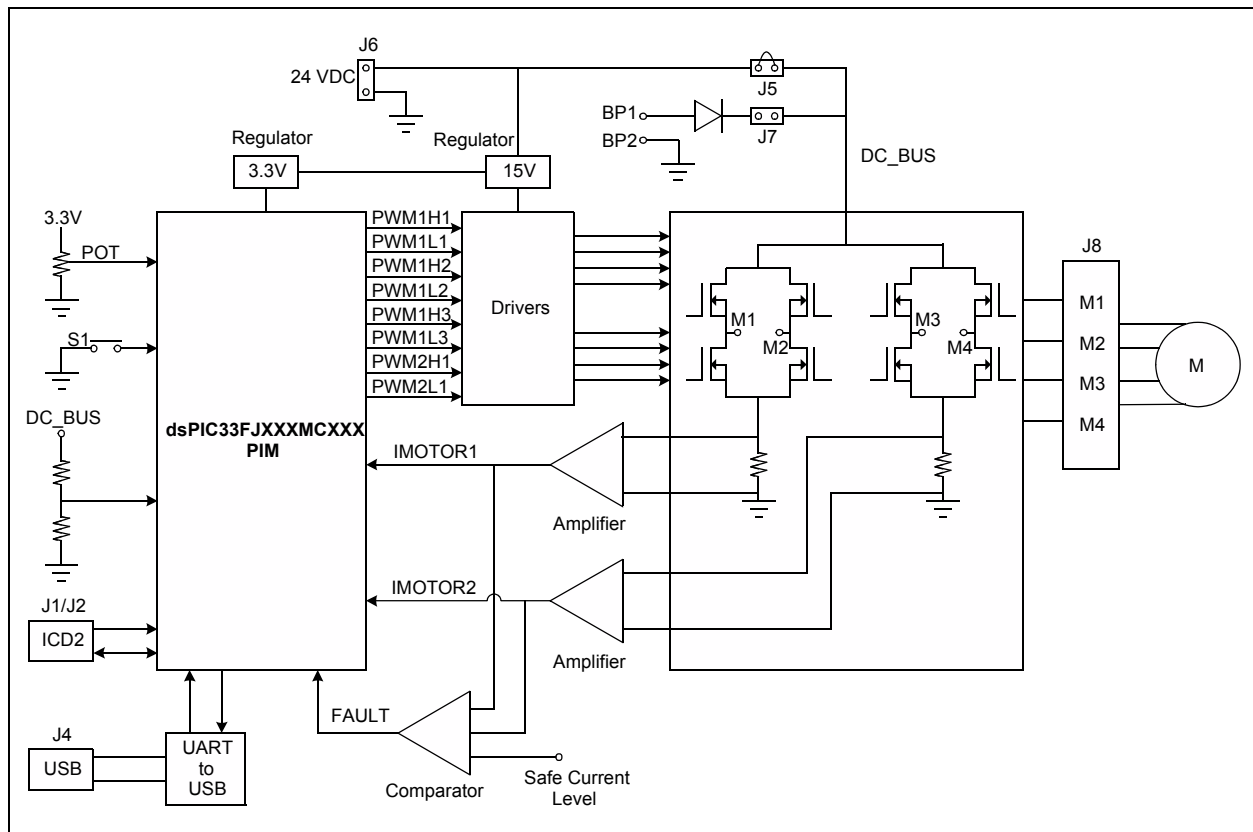 J6
24 VDC
J5
BP1
J7
BP2
DC_BUS
Regulator
3.3V
Regulator
15V
3.3V
POT
S1
DC_BUS
dsPIC33FJXXXMCXXX
PIM
PWM1H1
PWM1L1
PWM1H2
PWM1L2
PWM1H3
PWM1L3
PWM2H1
PWM2L1
Drivers
M1
M2
M3
M4
J8
M1
M2
M3
M4
M
IMOTOR1
Amplifier
IMOTOR2
Amplifier
J1/J2
ICD2
FAULT
Comparator
Safe Current
Level
J4
USB
UART
to
USB